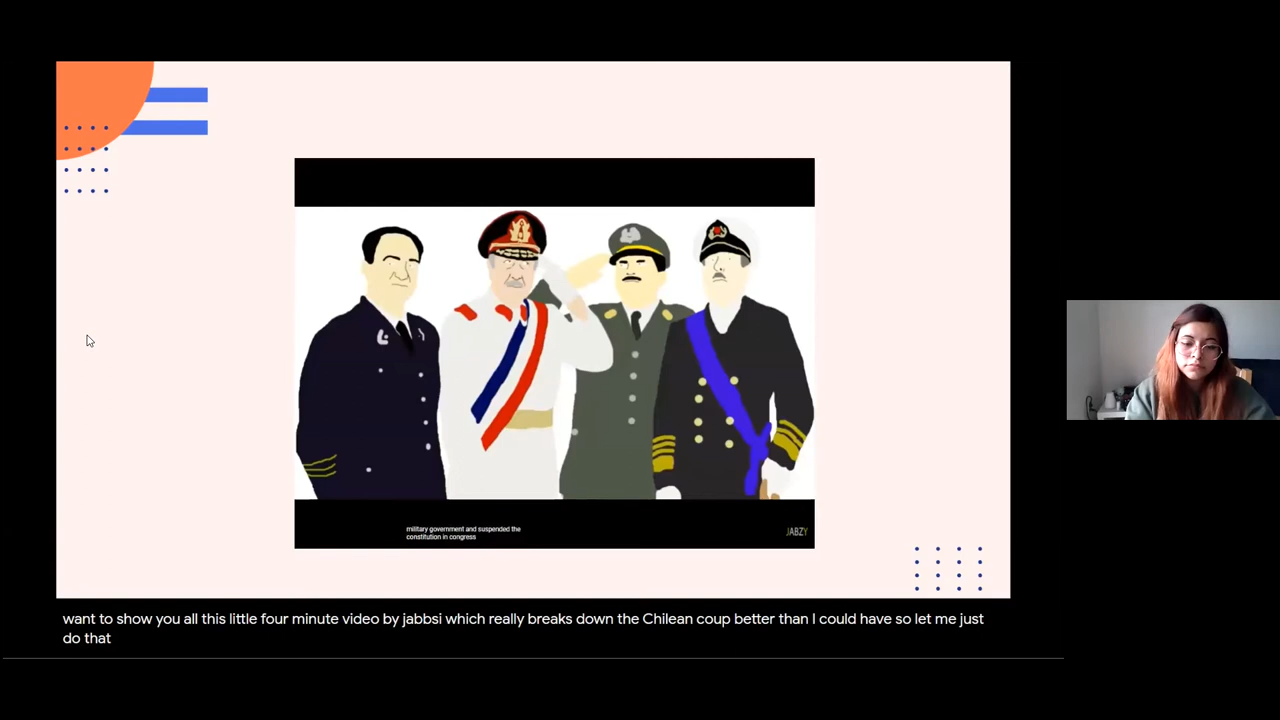 military government and suspended the
constitution in congress
JABZY
want to show you all this little four minute video by jabbsi which really breaks down the Chilean coup better than I could have so let me just
do that